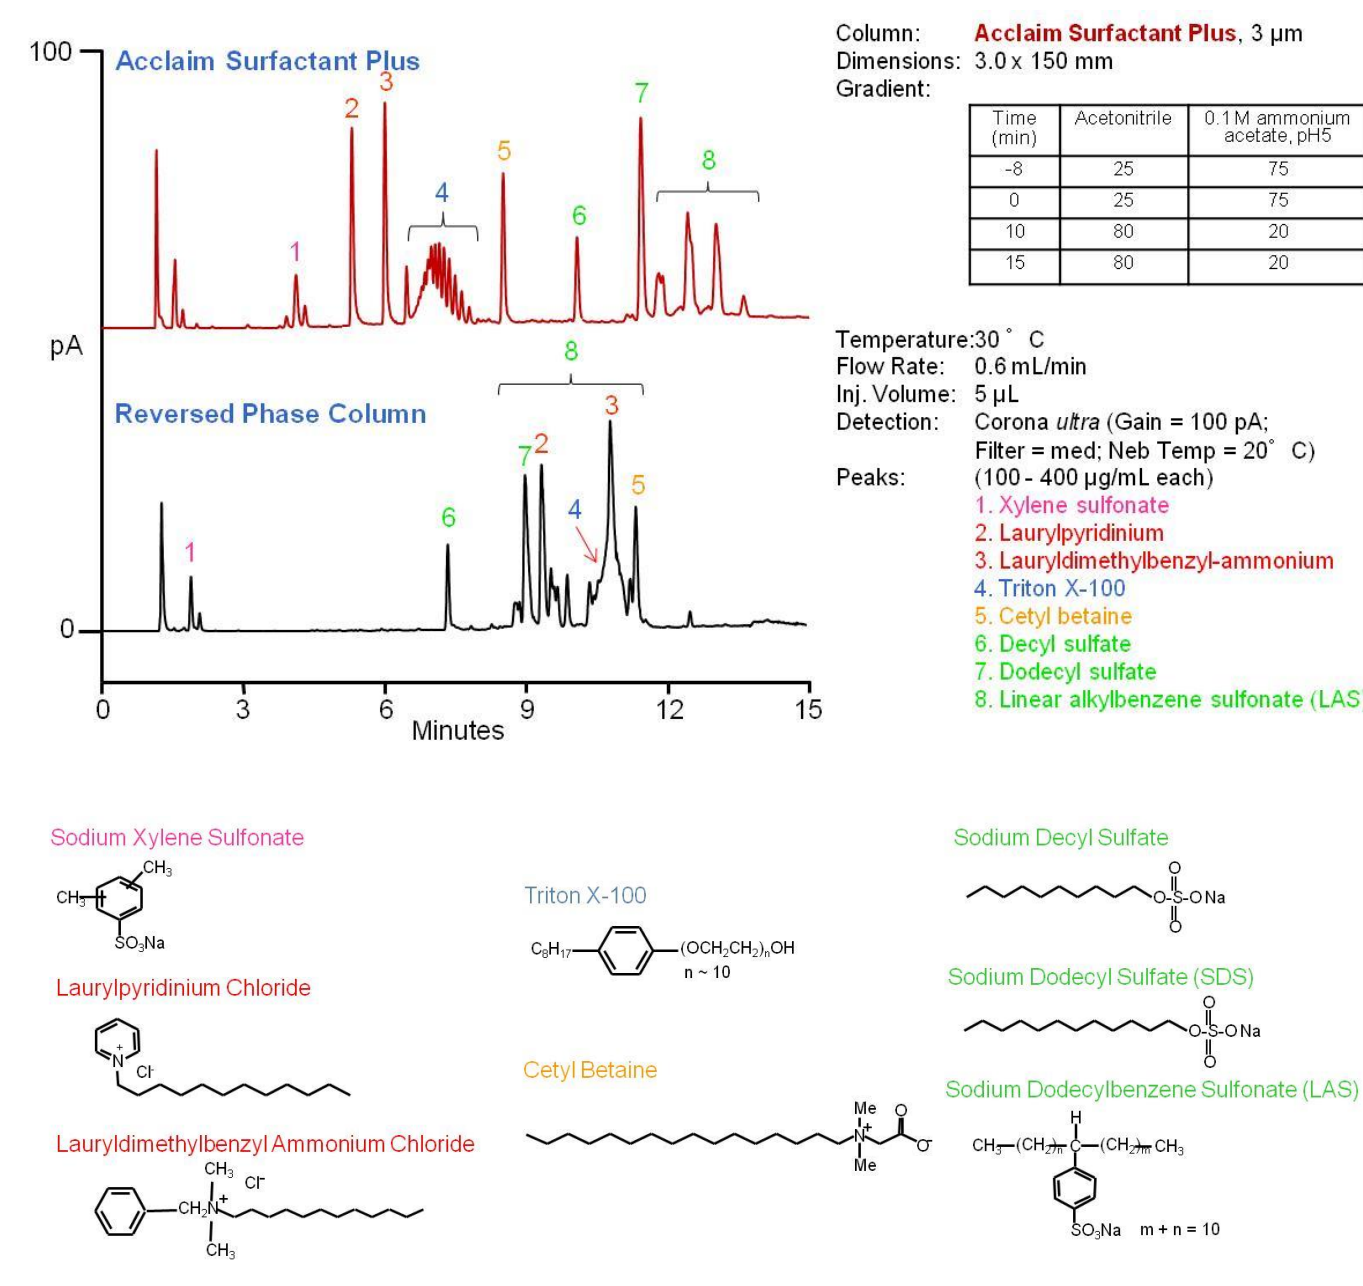 100
Acclaim Surfactant Plus
1
2
3
4
5
6
7
8
pA
Reversed Phase Column
1
6
7
2
4
8
3
5
0
0
3
6
9
12
15
Minutes
Column: Acclaim Surfactant Plus, 3 µm
Dimensions: 3.0 x 150 mm
Gradient:
Time (min) Acetonitrile 0.1 M ammonium acetate, pH5
-8 25 75
0 25 75
10 80 20
15 80 20
Temperature: 30 ° C
Flow Rate: 0.6 mL/min
Inj. Volume: 5 µL
Detection: Corona ultra (Gain = 100 pA;
Filter = med; Neb Temp = 20° C)
Peaks: (100 - 400 µg/mL each)
1. Xylene sulfonate
2. Laurylpyridinium
3. Lauryldimethylbenzyl-ammonium
4. Triton X-100
5. Cetyl betaine
6. Decyl sulfate
7. Dodecyl sulfate
8. Linear alkylbenzene sulfonate (LAS)
Sodium Xylene Sulfonate
CH₃
CH₃
SO₃Na
Laurylpyridinium Chloride
N
+
Cl-
Lauryldimethylbenzyl Ammonium Chloride
CH₃
Cl-
CH₂N+
CH₃
Triton X-100
C₈H₁₇ (OCH₂CH₂)ₙOH
n ~ 10
Cetyl Betaine
Me
O
N+
O-
Me
Sodium Decyl Sulfate
O
O-S-O Na
O
Sodium Dodecyl Sulfate (SDS)
O
O-S-O Na
O
Sodium Dodecylbenzene Sulfonate (LAS)
H
CH₃-(CH₂)n-C-(CH₂)m-CH₃
SO₃Na m + n = 10